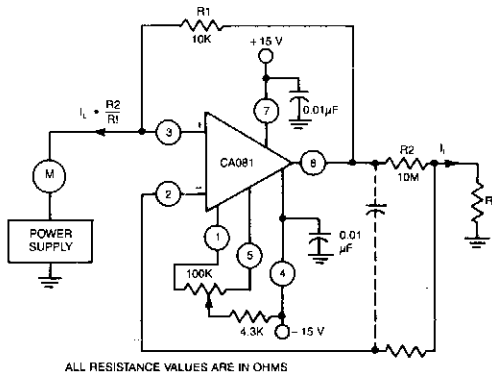 R1
10K
+15 V
0.01µF
I_L • R2/R1
3
+
7
CA081
6
R2
10M
I_L
R
M
2
−
1
5
4
0.01
µF
POWER
SUPPLY
100K
4.3K
−15 V
ALL RESISTANCE VALUES ARE IN OHMS